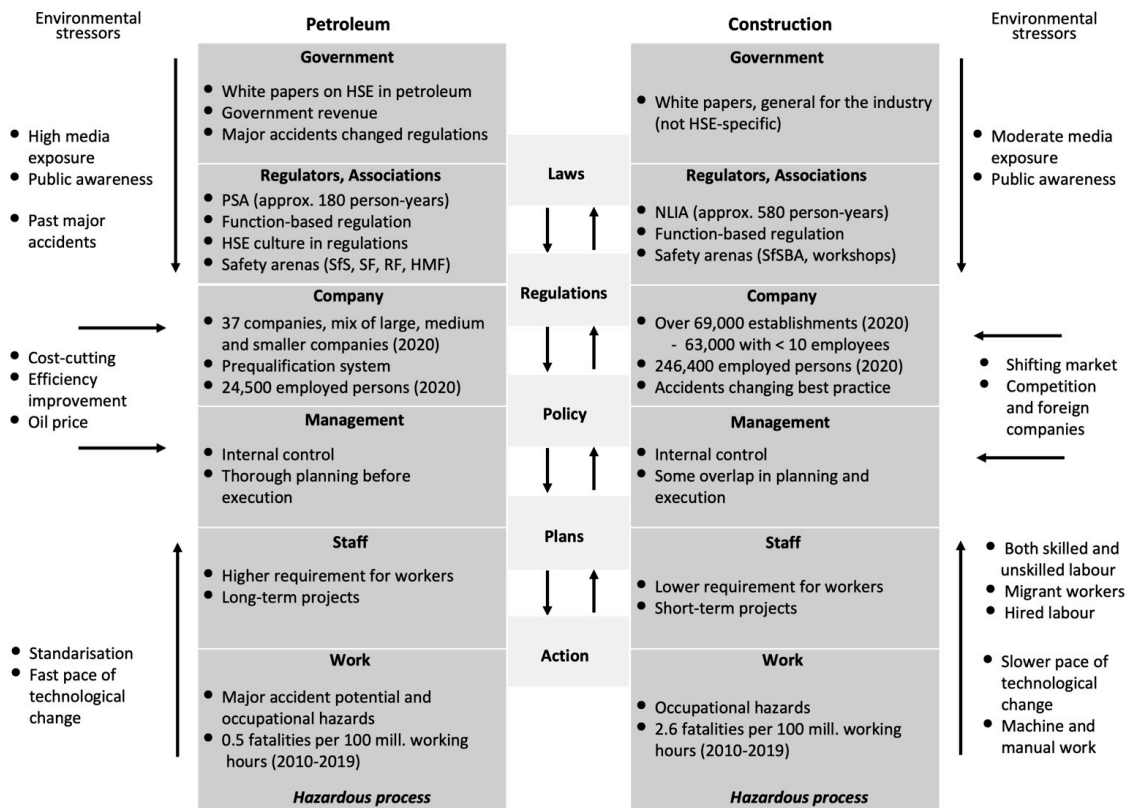 Environmental
stressors
High media
exposure
Public awareness
Past major
accidents
Cost-cutting
Efficiency
improvement
Oil price
Standarisation
Fast pace of
technological
change
Petroleum
Government
White papers on HSE in petroleum
Government revenue
Major accidents changed regulations
Regulators, Associations
PSA (approx. 180 person-years)
Function-based regulation
HSE culture in regulations
Safety arenas (SfS, SF, RF, HMF)
Company
37 companies, mix of large, medium
and smaller companies (2020)
Prequalification system
24,500 employed persons (2020)
Management
Internal control
Thorough planning before
execution
Staff
Higher requirement for workers
Long-term projects
Work
Major accident potential and
occupational hazards
0.5 fatalities per 100 mill. working
hours (2010-2019)
Hazardous process
Laws
Regulations
Policy
Plans
Action
Construction
Government
White papers, general for the industry
(not HSE-specific)
Regulators, Associations
NLIA (approx. 580 person-years)
Function-based regulation
Safety arenas (SfSBA, workshops)
Company
Over 69,000 establishments (2020)
- 63,000 with < 10 employees
246,400 employed persons (2020)
Accidents changing best practice
Management
Internal control
Some overlap in planning and
execution
Staff
Lower requirement for workers
Short-term projects
Work
Occupational hazards
2.6 fatalities per 100 mill. working
hours (2010-2019)
Hazardous process
Environmental
stressors
Moderate media
exposure
Public awareness
Shifting market
Competition
and foreign
companies
Both skilled and
unskilled labour
Migrant workers
Hired labour
Slower pace of
technological
change
Machine and
manual work